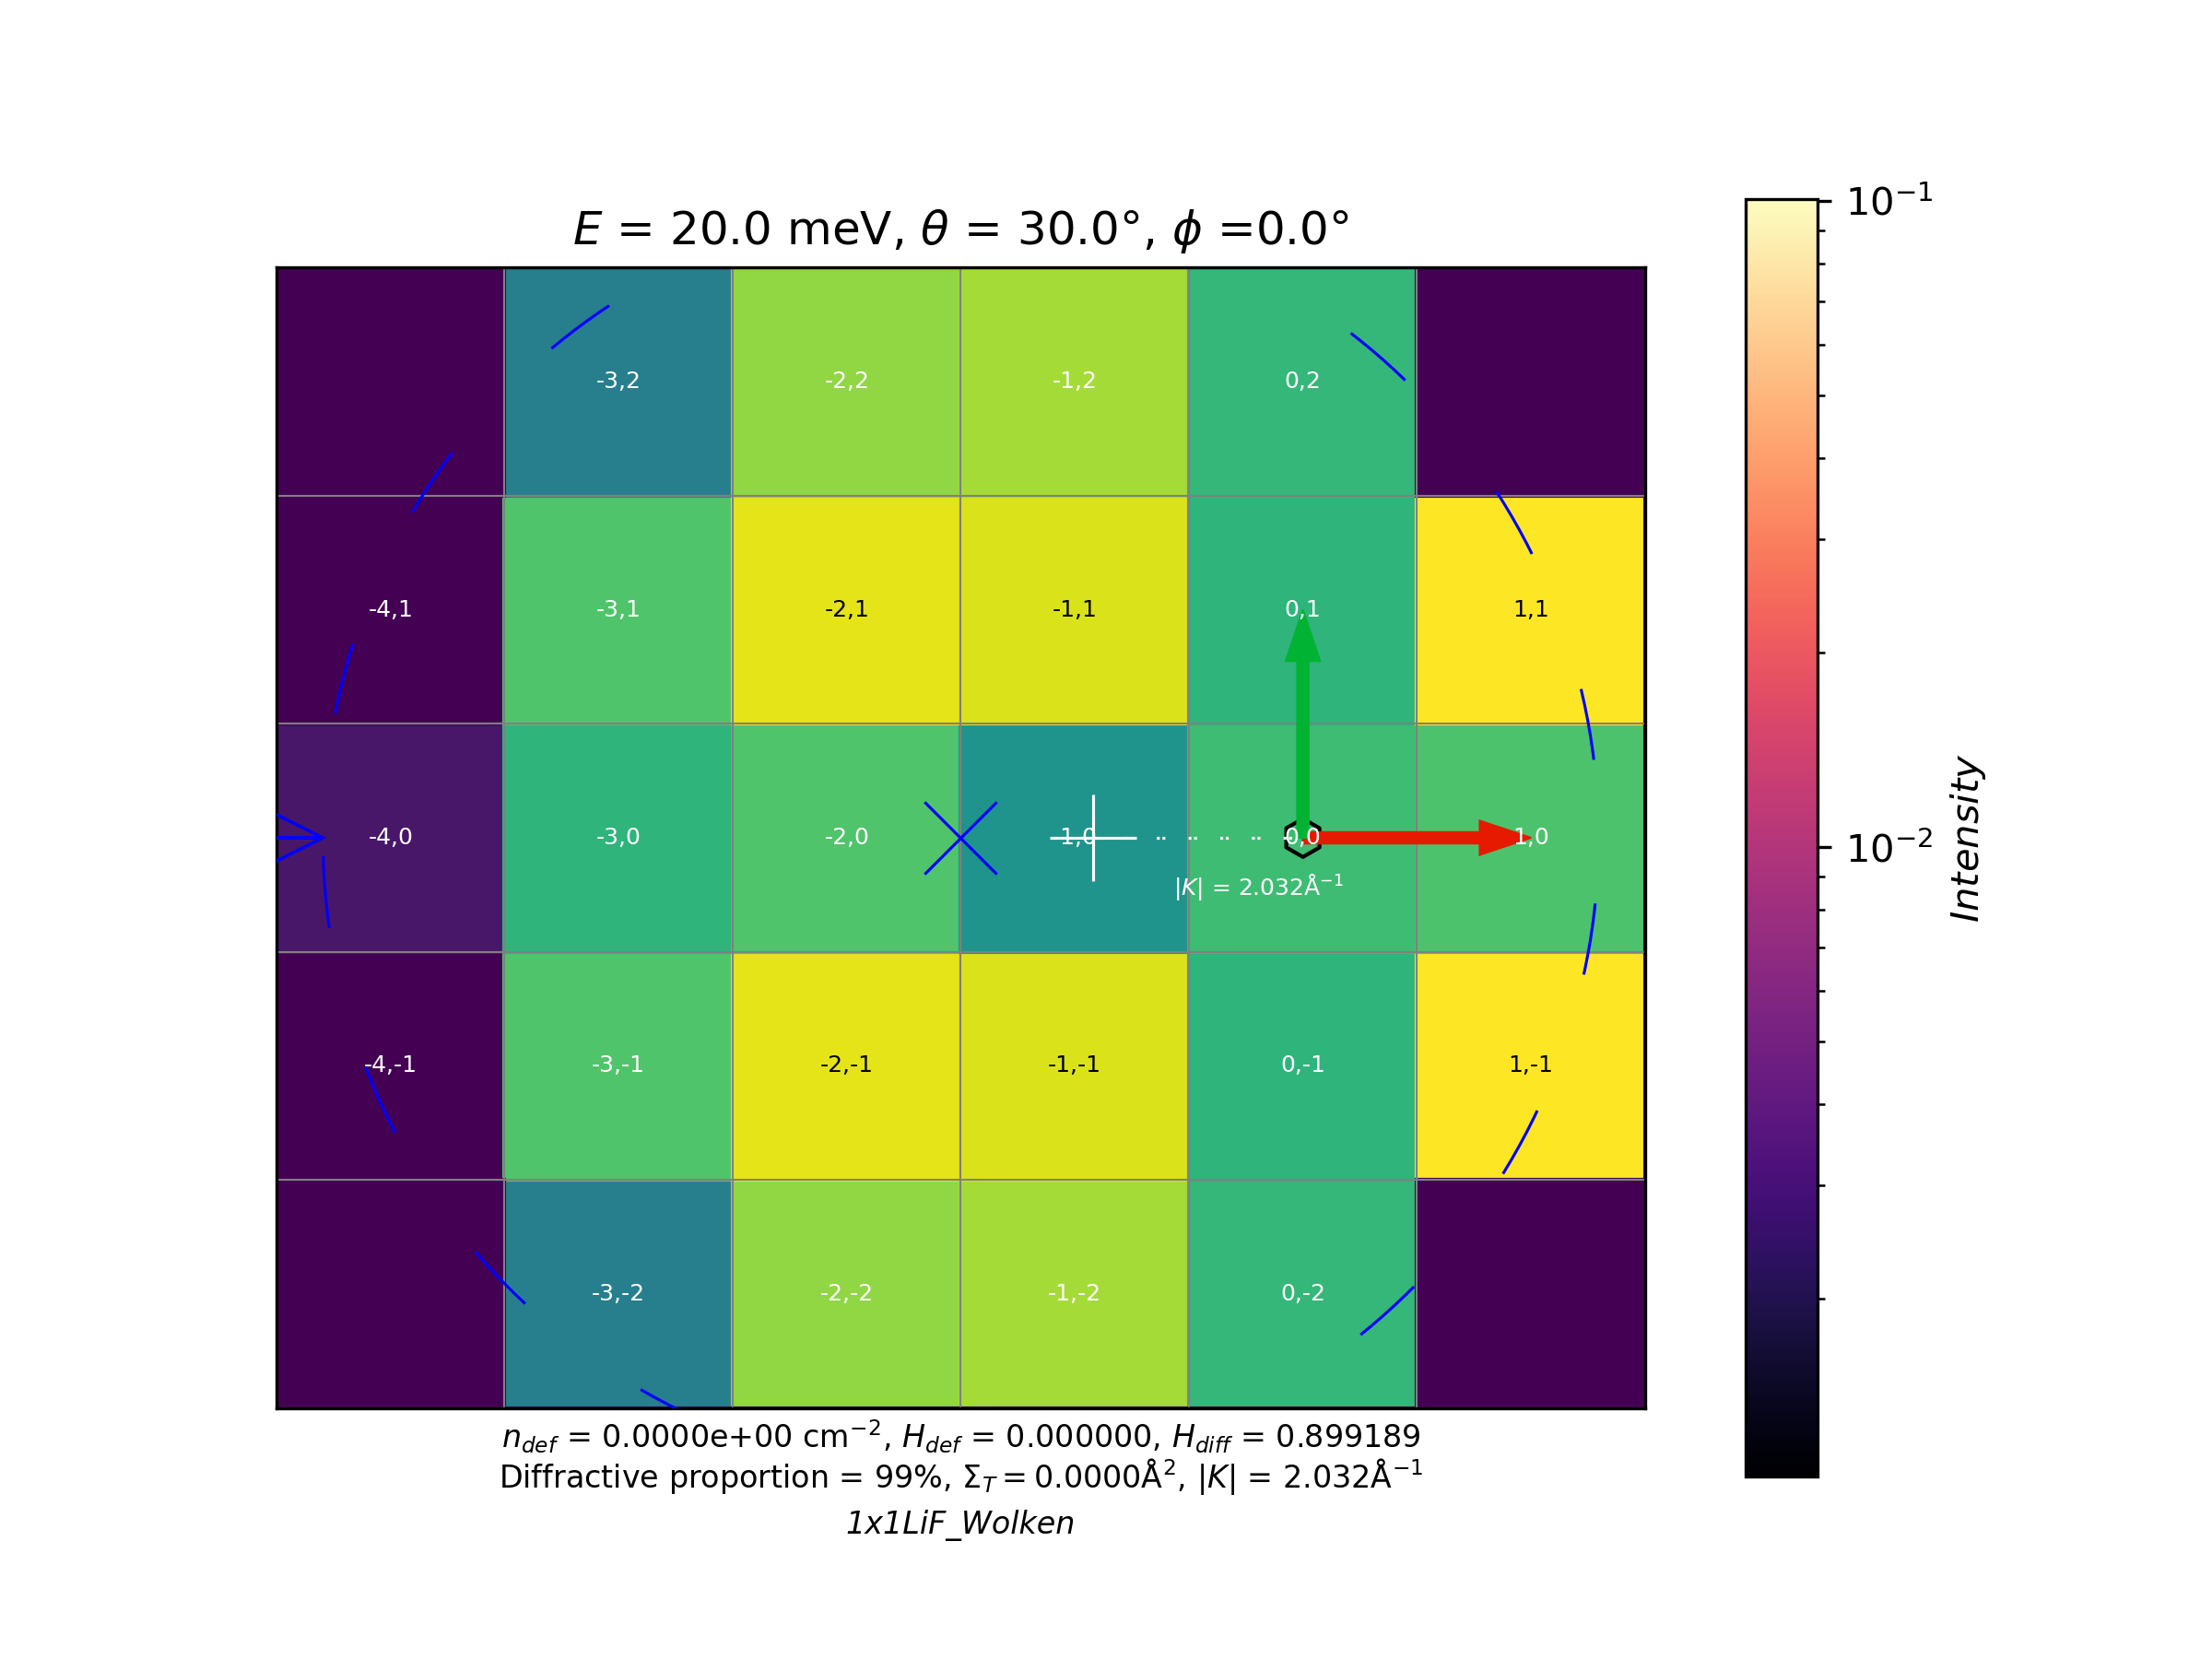 E = 20.0 meV, θ = 30.0°, ϕ =0.0°
10⁻¹
-3,2 -2,2 -1,2 0,2
-4,1 -3,1 -2,1 -1,1 0,1 1,1
-4,0 -3,0 -2,0 -1,0 0,0 1,0
10⁻²
Intensity
|K| = 2.032Å⁻¹
-4,-1 -3,-1 -2,-1 -1,-1 0,-1 1,-1
-3,-2 -2,-2 -1,-2 0,-2
n_def = 0.0000e+00 cm⁻², H_def = 0.000000, H_diff = 0.899189
Diffractive proportion = 99%, Σ_T = 0.0000Å², |K| = 2.032Å⁻¹
1x1LiF_Wolken